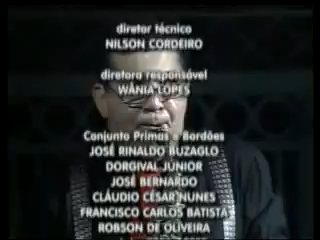 diretor técnico
NILSON CORDEIRO
diretora responsável
WÂNIA LOPES
Conjunto Primas e Bordões
JOSÉ RINALDO BUZAGLO
DORGIVAL JÚNIOR
JOSÉ BERNARDO
CLÁUDIO CÉSAR NUNES
FRANCISCO CARLOS BATISTA
ROBSON DE OLIVEIRA